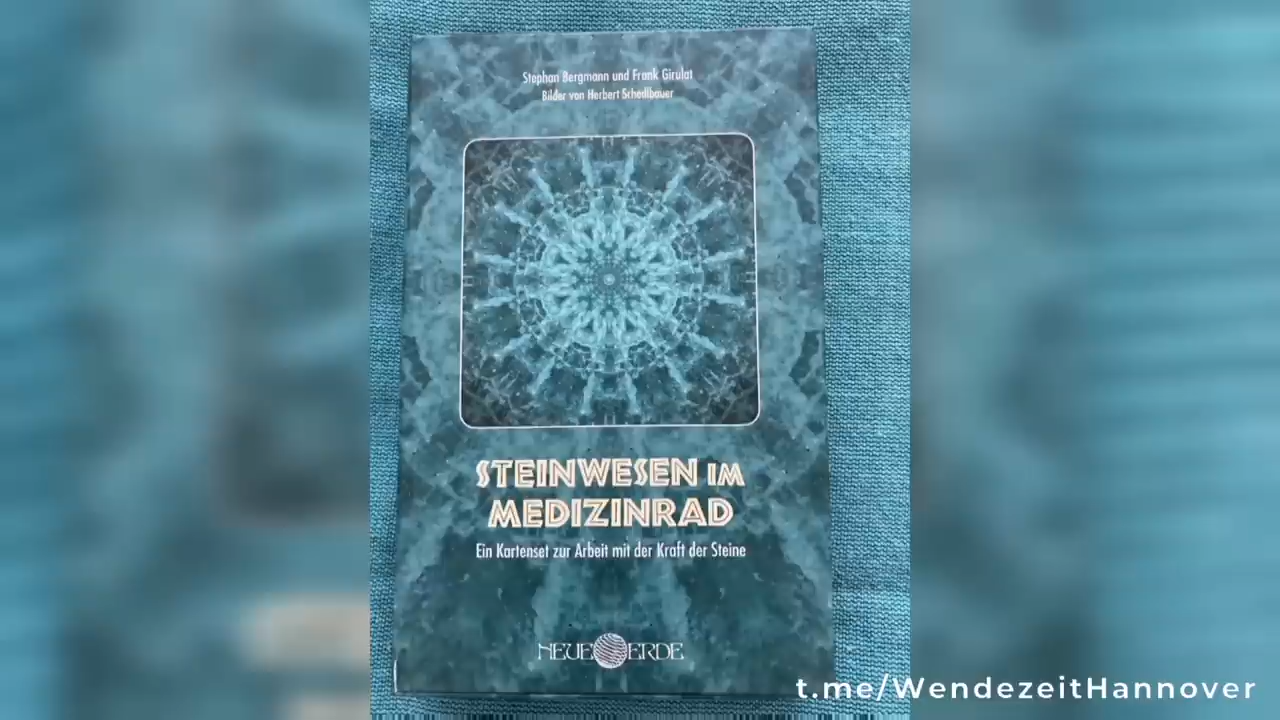 Stephan Bergmann und Frank Girulat
Bilder von Herbert Schedlbauer
STEINWESEN IM
MEDIZINRAD
Ein Kartenset zur Arbeit mit der Kraft der Steine
NEUE ERDE
t.me/WendezeitHannover